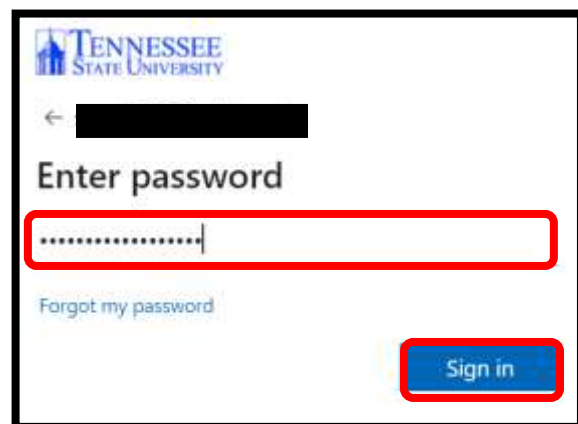 TENNESSEE
STATE UNIVERSITY
Enter password
••••••••••••••••••
Forgot my password
Sign in